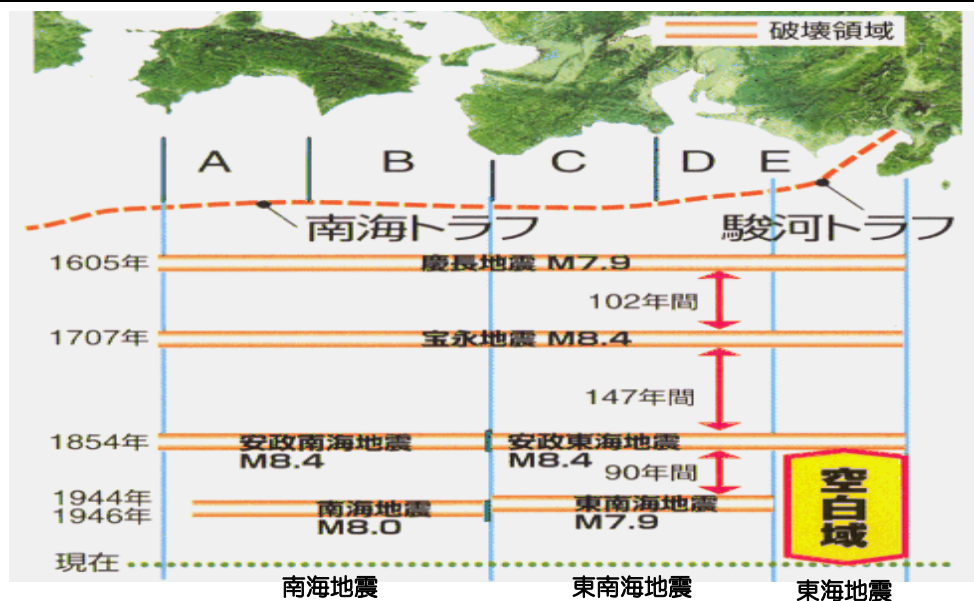 破壊領域
A B C D E
南海トラフ
駿河トラフ
1605年
慶長地震 M7.9
102年間
1707年
宝永地震 M8.4
147年間
1854年
安政南海地震
M8.4
安政東海地震
M8.4
90年間
1944年
1946年
南海地震
M8.0
東南海地震
M7.9
空白域
現在
南海地震
東南海地震
東海地震